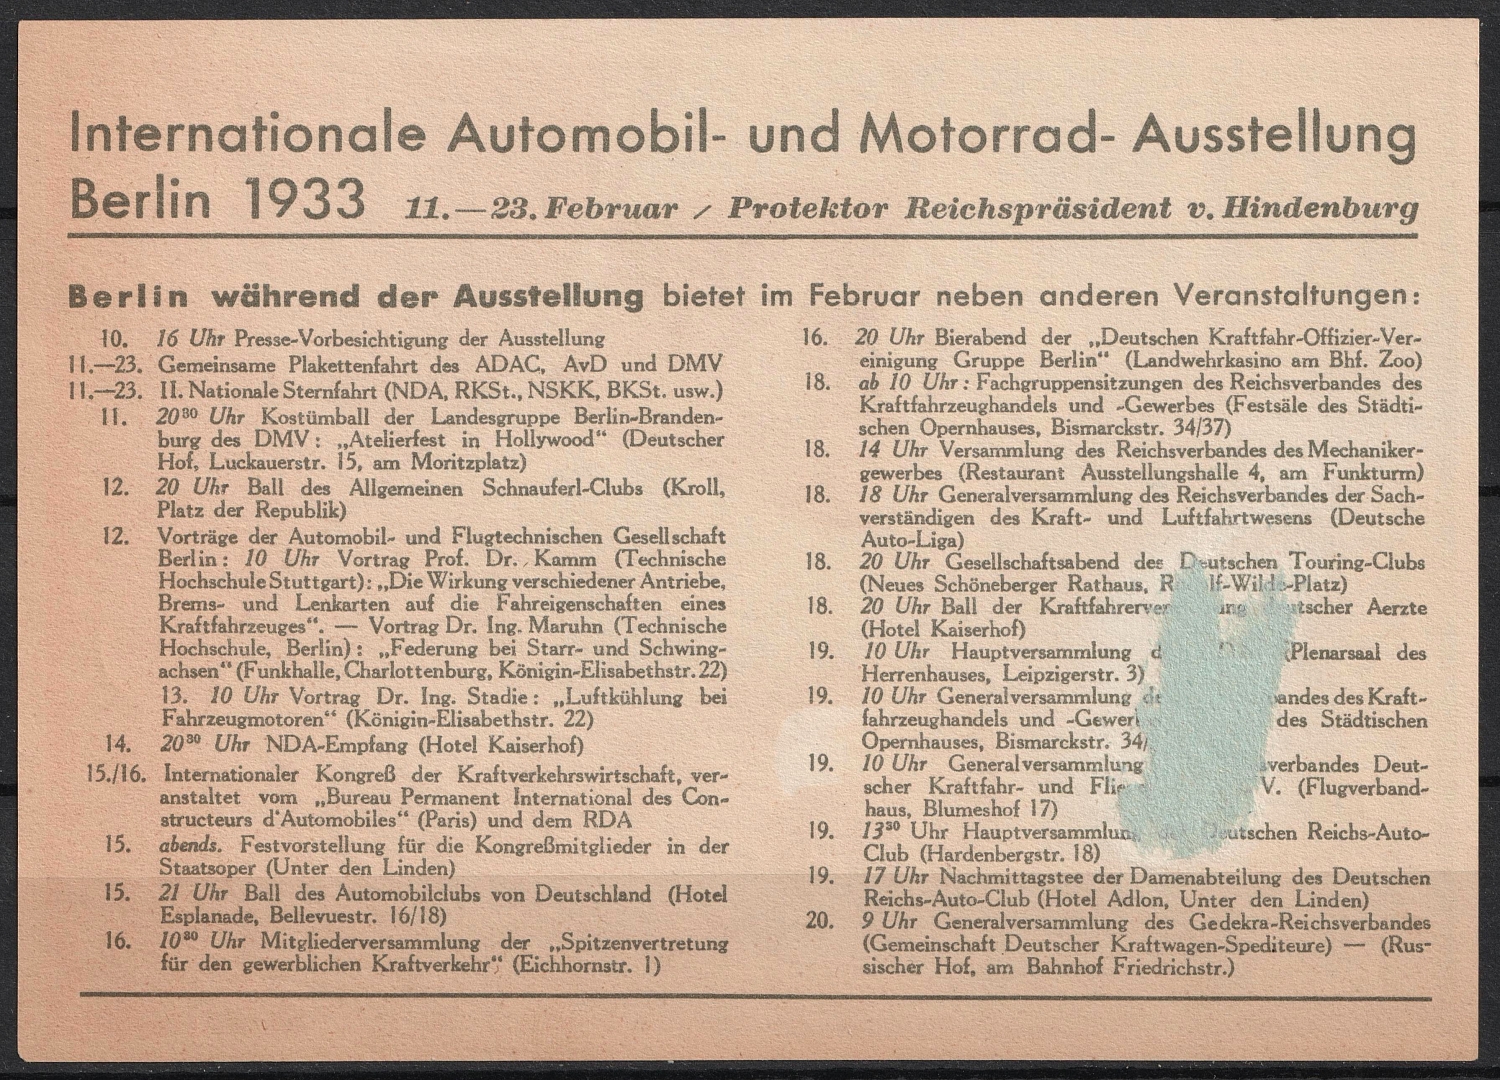 Internationale Automobil- und Motorrad- Ausstellung
Berlin 1933 11.—23. Februar / Protektor Reichspräsident v. Hindenburg
Berlin während der Ausstellung bietet im Februar neben anderen Veranstaltungen:
10. 16 Uhr Presse-Vorbesichtigung der Ausstellung
11.—23. Gemeinsame Plakettenfahrt des ADAC, AvD und DMV
11.—23. II. Nationale Sternfahrt (NDA, RKSt., NSKK, BKSt. usw.)
11. 20³⁰ Uhr Kostümball der Landesgruppe Berlin-Branden-
burg des DMV: „Atelierfest in Hollywood“ (Deutscher
Hof, Luckauerstr. 15, am Moritzplatz)
12. 20 Uhr Ball des Allgemeinen Schnauferl-Clubs (Kroll,
Platz der Republik)
12. Vorträge der Automobil- und Flugtechnischen Gesellschaft
Berlin: 10 Uhr Vortrag Prof. Dr. Kamm (Technische
Hochschule Stuttgart): „Die Wirkung verschiedener Antriebe,
Brems- und Lenkarten auf die Fahreigenschaften eines
Kraftfahrzeuges“. — Vortrag Dr. Ing. Maruhn (Technische
Hochschule, Berlin): „Federung bei Starr- und Schwing-
achsen“ (Funkhalle, Charlottenburg, Königin-Elisabethstr. 22)
13. 10 Uhr Vortrag Dr. Ing. Stadie: „Luftkühlung bei
Fahrzeugmotoren“ (Königin-Elisabethstr. 22)
14. 20³⁰ Uhr NDA-Empfang (Hotel Kaiserhof)
15./16. Internationaler Kongreß der Kraftverkehrswirtschaft, ver-
anstaltet vom „Bureau Permanent International des Con-
structeurs d'Automobiles“ (Paris) und dem RDA
15. abends. Festvorstellung für die Kongreßmitglieder in der
Staatsoper (Unter den Linden)
15. 21 Uhr Ball des Automobilclubs von Deutschland (Hotel
Esplanade, Bellevuestr. 16/18)
16. 10³⁰ Uhr Mitgliederversammlung der „Spitzenvertretung
für den gewerblichen Kraftverkehr“ (Eichhornstr. 1)
16. 20 Uhr Bierabend der „Deutschen Kraftfahr-Offizier-Ver-
einigung Gruppe Berlin“ (Landwehrkasino am Bhf. Zoo)
18. ab 10 Uhr: Fachgruppensitzungen des Reichsverbandes des
Kraftfahrzeughandels und -Gewerbes (Festsäle des Städti-
schen Opernhauses, Bismarckstr. 34/37)
18. 14 Uhr Versammlung des Reichsverbandes des Mechaniker-
gewerbes (Restaurant Ausstellungshalle 4, am Funkturm)
18. 18 Uhr Generalversammlung des Reichsverbandes der Sach-
verständigen des Kraft- und Luftfahrtwesens (Deutsche
Auto-Liga)
18. 20 Uhr Gesellschaftsabend des Deutschen Touring-Clubs
(Neues Schöneberger Rathaus, Rudolf-Wilde-Platz)
18. 20 Uhr Ball der Kraftfahrerver ung utscher Aerzte
(Hotel Kaiserhof)
19. 10 Uhr Hauptversammlung d (Plenarsaal des
Herrenhauses, Leipzigerstr. 3)
19. 10 Uhr Generalversammlung de bandes des Kraft-
fahrzeughandels und -Gewer des Städtischen
Opernhauses, Bismarckstr. 34/
19. 10 Uhr Generalversammlung sverbandes Deut-
scher Kraftfahr- und Flie V. (Flugverband-
haus, Blumeshof 17)
19. 13³⁰ Uhr Hauptversammlung des Deutschen Reichs-Auto-
Club (Hardenbergstr. 18)
19. 17 Uhr Nachmittagstee der Damenabteilung des Deutschen
Reichs-Auto-Club (Hotel Adlon, Unter den Linden)
20. 9 Uhr Generalversammlung des Gedekra-Reichsverbandes
(Gemeinschaft Deutscher Kraftwagen-Spediteure) — (Rus-
sischer Hof, am Bahnhof Friedrichstr.)